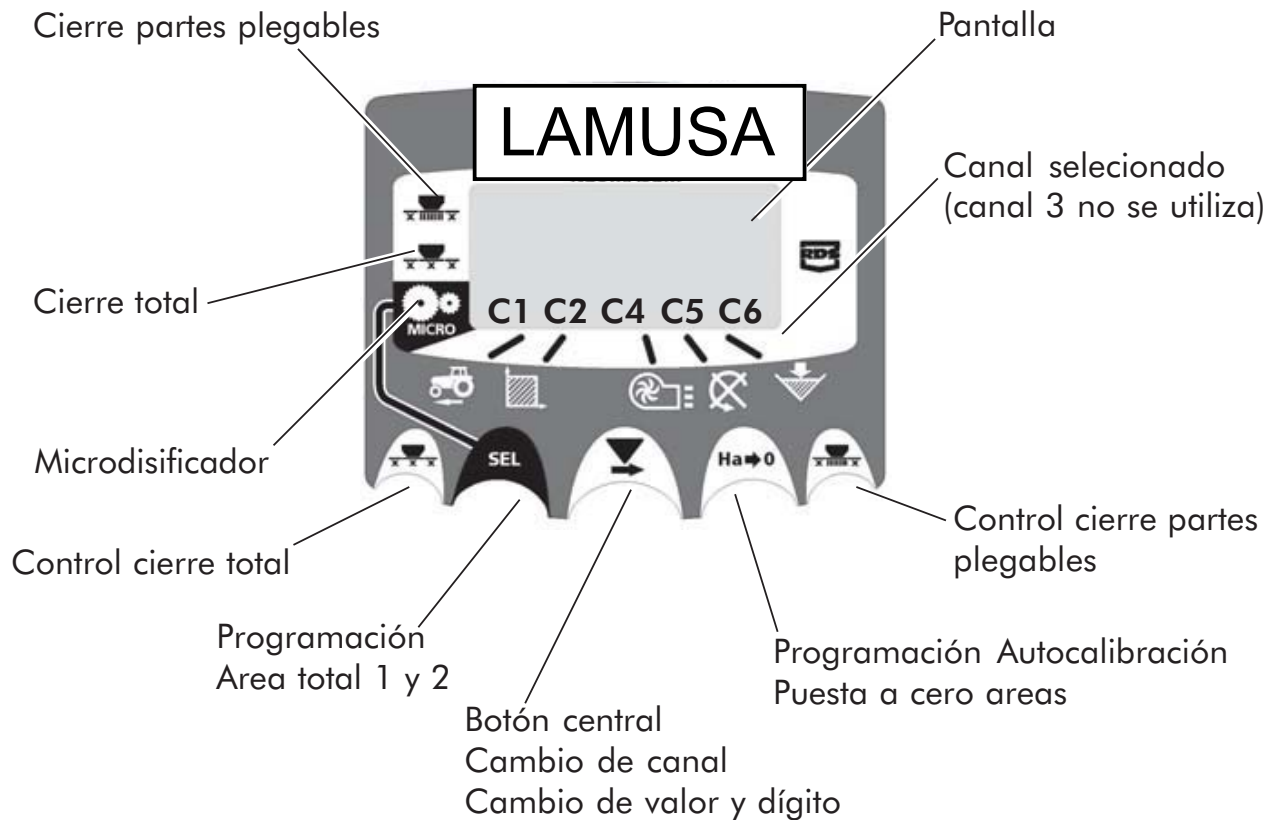 Cierre partes plegables
Pantalla
LAMUSA
Canal selecionado
(canal 3 no se utiliza)
RDS
Cierre total
MICRO
C1 C2 C4 C5 C6
Microdisificador
SEL
Ha➡0
Control cierre total
Control cierre partes
plegables
Programación
Area total 1 y 2
Programación Autocalibración
Puesta a cero areas
Botón central
Cambio de canal
Cambio de valor y dígito